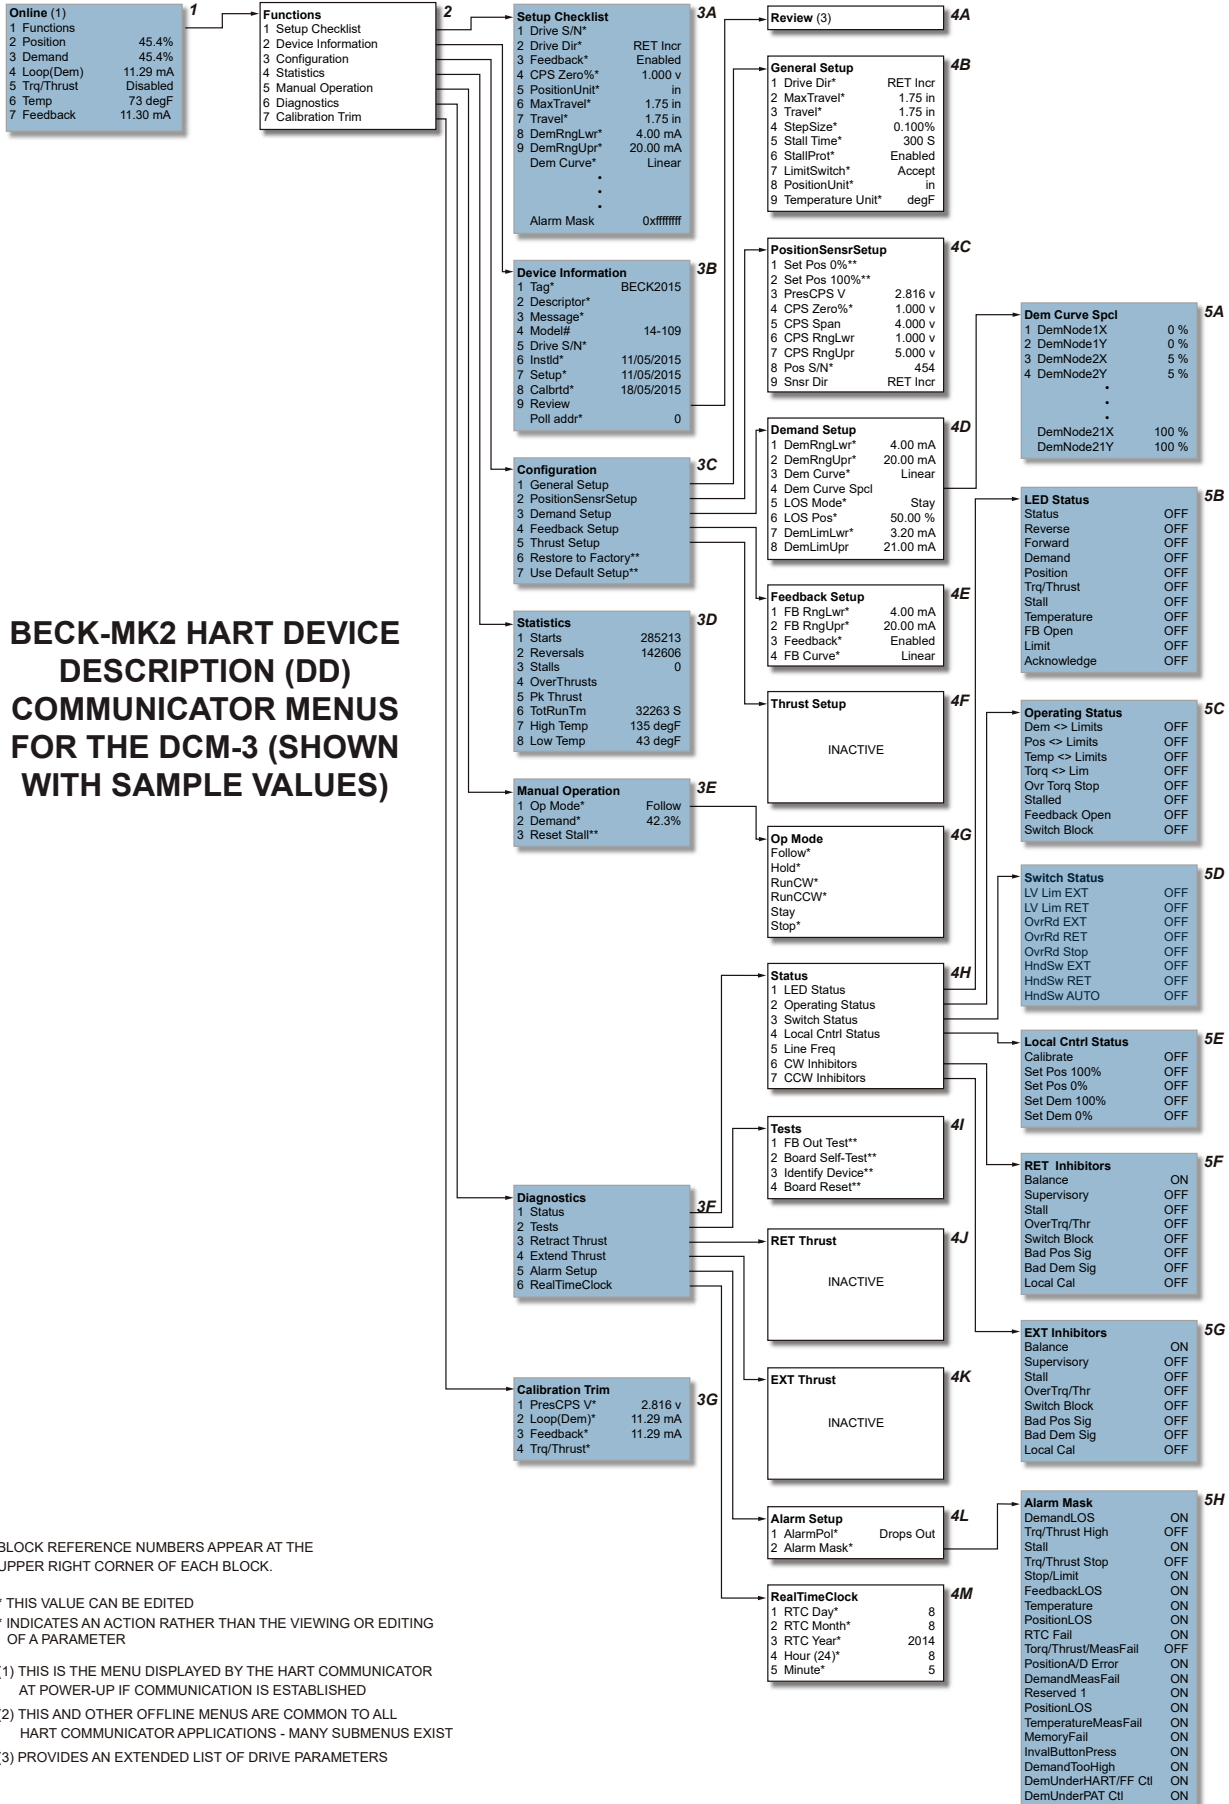 Online (1)
1 Functions
2 Position 45.4%
3 Demand 45.4%
4 Loop(Dem) 11.29 mA
5 Trq/Thrust Disabled
6 Temp 73 degF
7 Feedback 11.30 mA
1
Functions
1 Setup Checklist
2 Device Information
3 Configuration
4 Statistics
5 Manual Operation
6 Diagnostics
7 Calibration Trim
2
Setup Checklist
1 Drive S/N*
2 Drive Dir* RET Incr
3 Feedback* Enabled
4 CPS Zero%* 1.000 v
5 PositionUnit* in
6 MaxTravel* 1.75 in
7 Travel* 1.75 in
8 DemRngLwr* 4.00 mA
9 DemRngUpr* 20.00 mA
Dem Curve* Linear
•
•
•
Alarm Mask 0xffffffff
3A
Device Information
1 Tag* BECK2015
2 Descriptor*
3 Message*
4 Model# 14-109
5 Drive S/N*
6 Instld* 11/05/2015
7 Setup* 11/05/2015
8 Calbrtd* 18/05/2015
9 Review
Poll addr* 0
3B
Configuration
1 General Setup
2 PositionSensrSetup
3 Demand Setup
4 Feedback Setup
5 Thrust Setup
6 Restore to Factory**
7 Use Default Setup**
3C
Statistics
1 Starts 285213
2 Reversals 142606
3 Stalls 0
4 OverThrusts
5 Pk Thrust
6 TotRunTm 32263 S
7 High Temp 135 degF
8 Low Temp 43 degF
3D
Manual Operation
1 Op Mode* Follow
2 Demand* 42.3%
3 Reset Stall**
3E
Diagnostics
1 Status
2 Tests
3 Retract Thrust
4 Extend Thrust
5 Alarm Setup
6 RealTimeClock
3F
Calibration Trim
1 PresCPS V* 2.816 v
2 Loop(Dem)* 11.29 mA
3 Feedback* 11.29 mA
4 Trq/Thrust*
3G
Review (3)
4A
General Setup
1 Drive Dir* RET Incr
2 MaxTravel* 1.75 in
3 Travel* 1.75 in
4 StepSize* 0.100%
5 Stall Time* 300 S
6 StallProt* Enabled
7 LimitSwitch* Accept
8 PositionUnit* in
9 Temperature Unit* degF
4B
PositionSensrSetup
1 Set Pos 0%**
2 Set Pos 100%**
3 PresCPS V 2.816 v
4 CPS Zero%* 1.000 v
5 CPS Span 4.000 v
6 CPS RngLwr 1.000 v
7 CPS RngUpr 5.000 v
8 Pos S/N* 454
9 Snsr Dir RET Incr
4C
Demand Setup
1 DemRngLwr* 4.00 mA
2 DemRngUpr* 20.00 mA
3 Dem Curve* Linear
4 Dem Curve Spcl
5 LOS Mode* Stay
6 LOS Pos* 50.00 %
7 DemLimLwr* 3.20 mA
8 DemLimUpr 21.00 mA
4D
Feedback Setup
1 FB RngLwr* 4.00 mA
2 FB RngUpr* 20.00 mA
3 Feedback* Enabled
4 FB Curve* Linear
4E
Thrust Setup
INACTIVE
4F
Op Mode
Follow*
Hold*
RunCW*
RunCCW*
Stay
Stop*
4G
Status
1 LED Status
2 Operating Status
3 Switch Status
4 Local Cntrl Status
5 Line Freq
6 CW Inhibitors
7 CCW Inhibitors
4H
Tests
1 FB Out Test**
2 Board Self-Test**
3 Identify Device**
4 Board Reset**
4I
RET Thrust
INACTIVE
4J
EXT Thrust
INACTIVE
4K
Alarm Setup
1 AlarmPol* Drops Out
2 Alarm Mask*
4L
RealTimeClock
1 RTC Day* 8
2 RTC Month* 8
3 RTC Year* 2014
4 Hour (24)* 8
5 Minute* 5
4M
Dem Curve Spcl
1 DemNode1X 0 %
2 DemNode1Y 0 %
3 DemNode2X 5 %
4 DemNode2Y 5 %
•
•
•
DemNode21X 100 %
DemNode21Y 100 %
5A
LED Status
Status OFF
Reverse OFF
Forward OFF
Demand OFF
Position OFF
Trq/Thrust OFF
Stall OFF
Temperature OFF
FB Open OFF
Limit OFF
Acknowledge OFF
5B
Operating Status
Dem <> Limits OFF
Pos <> Limits OFF
Temp <> Limits OFF
Torq <> Lim OFF
Ovr Torq Stop OFF
Stalled OFF
Feedback Open OFF
Switch Block OFF
5C
Switch Status
LV Lim EXT OFF
LV Lim RET OFF
OvrRd EXT OFF
OvrRd RET OFF
OvrRd Stop OFF
HndSw EXT OFF
HndSw RET OFF
HndSw AUTO OFF
5D
Local Cntrl Status
Calibrate OFF
Set Pos 100% OFF
Set Pos 0% OFF
Set Dem 100% OFF
Set Dem 0% OFF
5E
RET Inhibitors
Balance ON
Supervisory OFF
Stall OFF
OverTrq/Thr OFF
Switch Block OFF
Bad Pos Sig OFF
Bad Dem Sig OFF
Local Cal OFF
5F
EXT Inhibitors
Balance ON
Supervisory OFF
Stall OFF
OverTrq/Thr OFF
Switch Block OFF
Bad Pos Sig OFF
Bad Dem Sig OFF
Local Cal OFF
5G
Alarm Mask
DemandLOS ON
Trq/Thrust High OFF
Stall ON
Trq/Thrust Stop OFF
Stop/Limit ON
FeedbackLOS ON
Temperature ON
PositionLOS ON
RTC Fail ON
Torq/Thrust/MeasFail OFF
PositionA/D Error ON
DemandMeasFail ON
Reserved 1 ON
PositionLOS ON
TemperatureMeasFail ON
MemoryFail ON
InvalButtonPress ON
DemandTooHigh ON
DemUnderHART/FF Ctl ON
DemUnderPAT Ctl ON
5H
BECK-MK2 HART DEVICE
DESCRIPTION (DD)
COMMUNICATOR MENUS
FOR THE DCM-3 (SHOWN
WITH SAMPLE VALUES)
BLOCK REFERENCE NUMBERS APPEAR AT THE
UPPER RIGHT CORNER OF EACH BLOCK.
* THIS VALUE CAN BE EDITED
* INDICATES AN ACTION RATHER THAN THE VIEWING OR EDITING
OF A PARAMETER
(1) THIS IS THE MENU DISPLAYED BY THE HART COMMUNICATOR
AT POWER-UP IF COMMUNICATION IS ESTABLISHED
(2) THIS AND OTHER OFFLINE MENUS ARE COMMON TO ALL
HART COMMUNICATOR APPLICATIONS - MANY SUBMENUS EXIST
(3) PROVIDES AN EXTENDED LIST OF DRIVE PARAMETERS